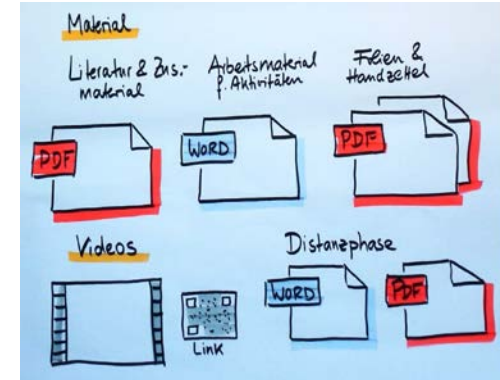 Material
Literatur & Zus.-
material
Arbeitsmaterial
f. Aktivitäten
Folien &
Handzettel
PDF
WORD
PDF
Videos
Distanzphase
Link
WORD
PDF